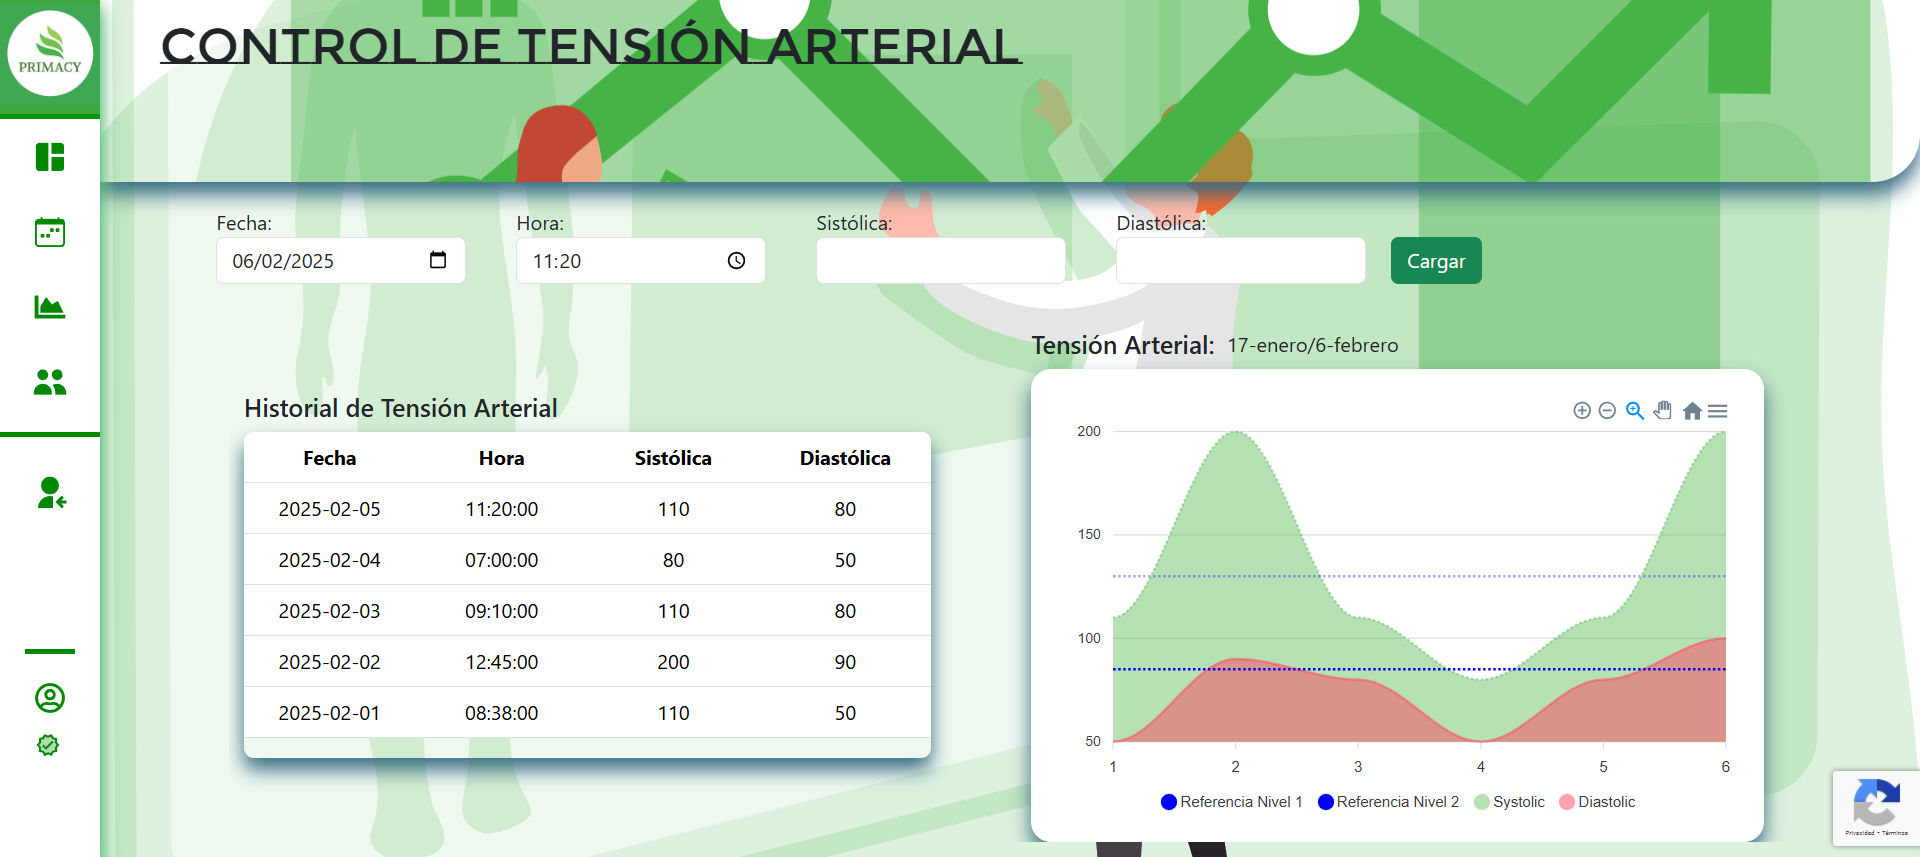 PRIMACY
CONTROL DE TENSIÓN ARTERIAL
Fecha: Hora: Sistólica: Diastólica:
06/02/2025 11:20 Cargar
Tensión Arterial: 17-enero/6-febrero
Historial de Tensión Arterial
Fecha Hora Sistólica Diastólica
2025-02-05 11:20:00 110 80
2025-02-04 07:00:00 80 50
2025-02-03 09:10:00 110 80
2025-02-02 12:45:00 200 90
2025-02-01 08:38:00 110 50
200
150
100
50
1 2 3 4 5 6
Referencia Nivel 1 Referencia Nivel 2 Systolic Diastolic
Privacidad • Términos